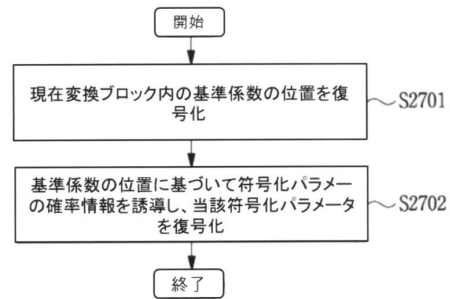 開始
現在変換ブロック内の基準係数の位置を復
号化
S2701
基準係数の位置に基づいて符号化パラメー
の確率情報を誘導し、当該符号化パラメータ
を復号化
S2702
終了